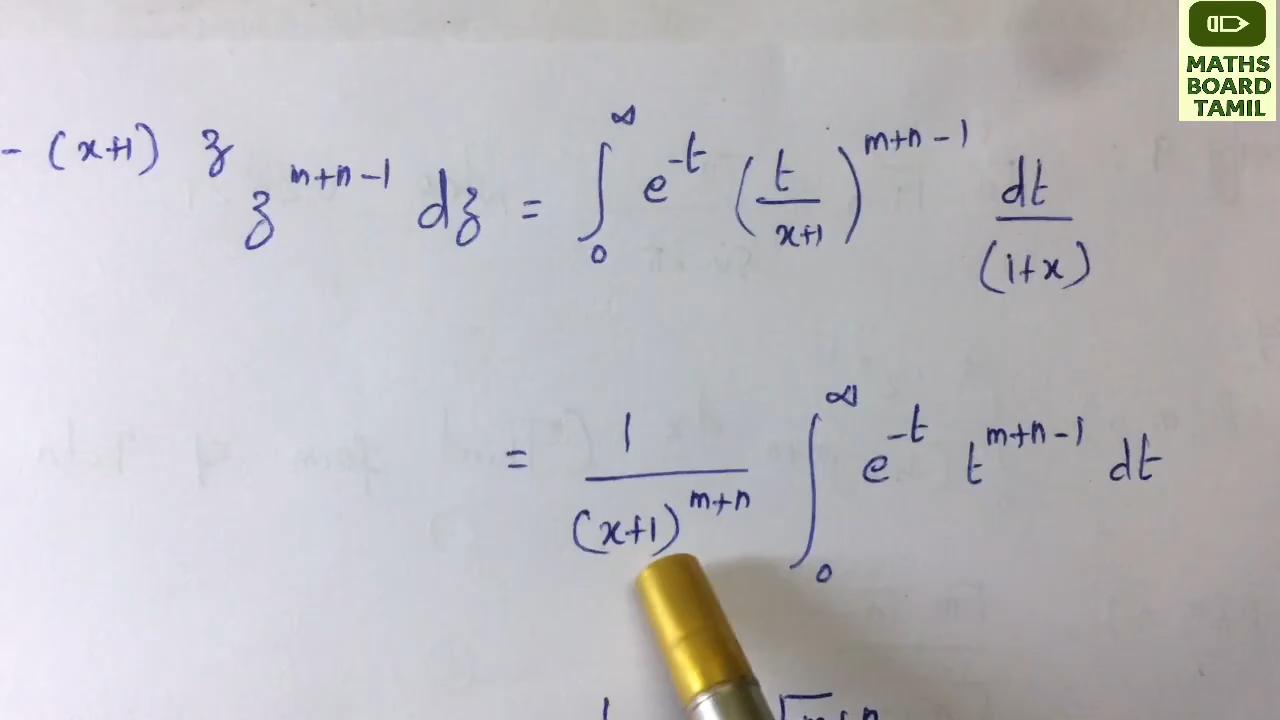 MATHS
BOARD
TAMIL
-(x+1) z z^{m+n-1} dz = ∫_0^∞ e^{-t} (t/(x+1))^{m+n-1} dt/(1+x)
= 1/(x+1)^{m+n} ∫_0^∞ e^{-t} t^{m+n-1} dt